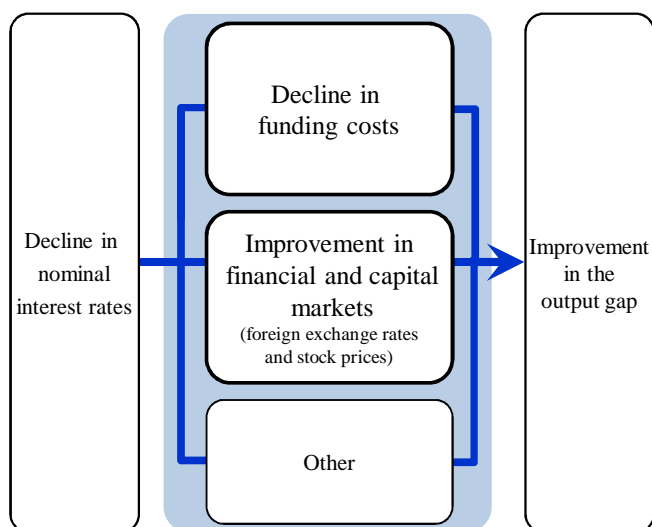 Decline in
nominal
interest rates
Decline in
funding costs
Improvement in
financial and capital
markets
(foreign exchange rates
and stock prices)
Other
Improvement
in the
output gap